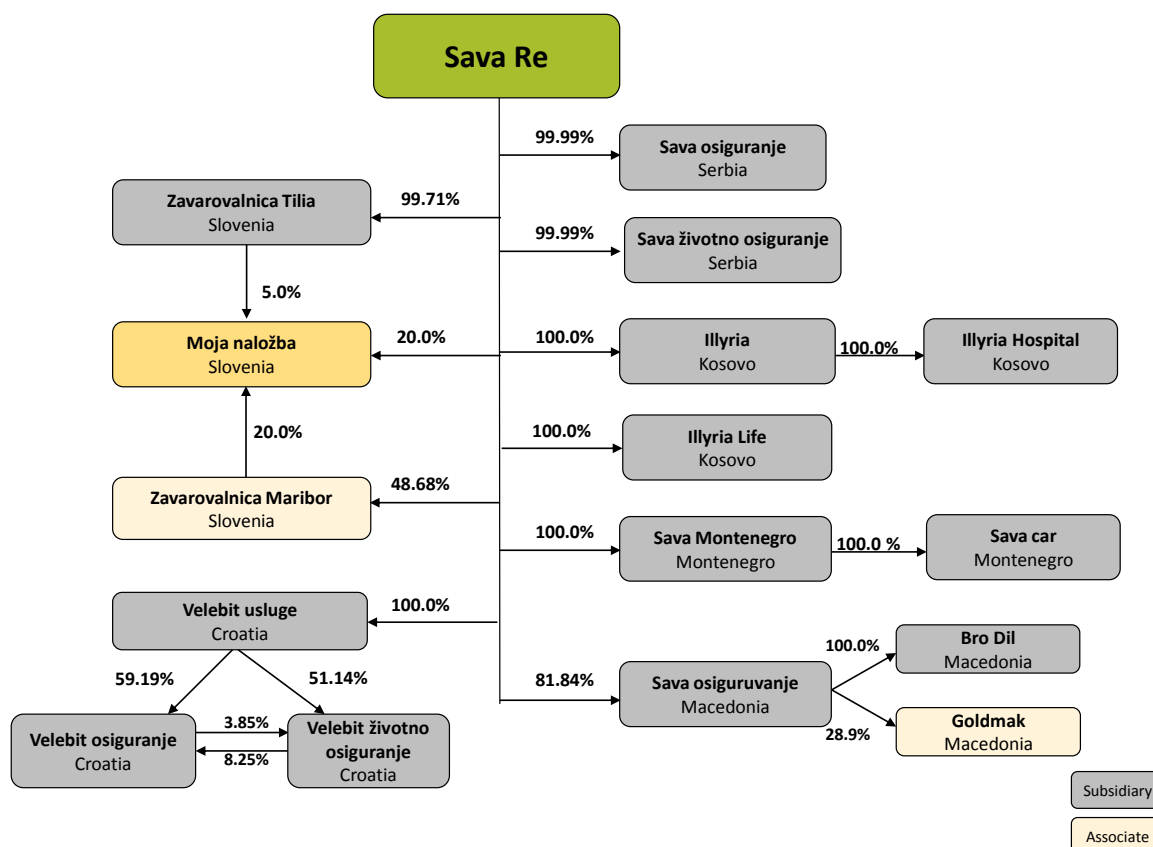 Sava Re
99.99%
Sava osiguranje
Serbia
Zavarovalnica Tilia
Slovenia
99.71%
99.99%
Sava životno osiguranje
Serbia
5.0%
Moja naložba
Slovenia
20.0%
100.0%
Illyria
Kosovo
100.0%
Illyria Hospital
Kosovo
20.0%
100.0%
Illyria Life
Kosovo
Zavarovalnica Maribor
Slovenia
48.68%
100.0%
Sava Montenegro
Montenegro
100.0 %
Sava car
Montenegro
Velebit usluge
Croatia
100.0%
59.19%
51.14%
81.84%
Sava osiguruvanje
Macedonia
100.0%
Bro Dil
Macedonia
28.9%
Goldmak
Macedonia
Velebit osiguranje
Croatia
3.85%
8.25%
Velebit životno
osiguranje
Croatia
Subsidiary
Associate